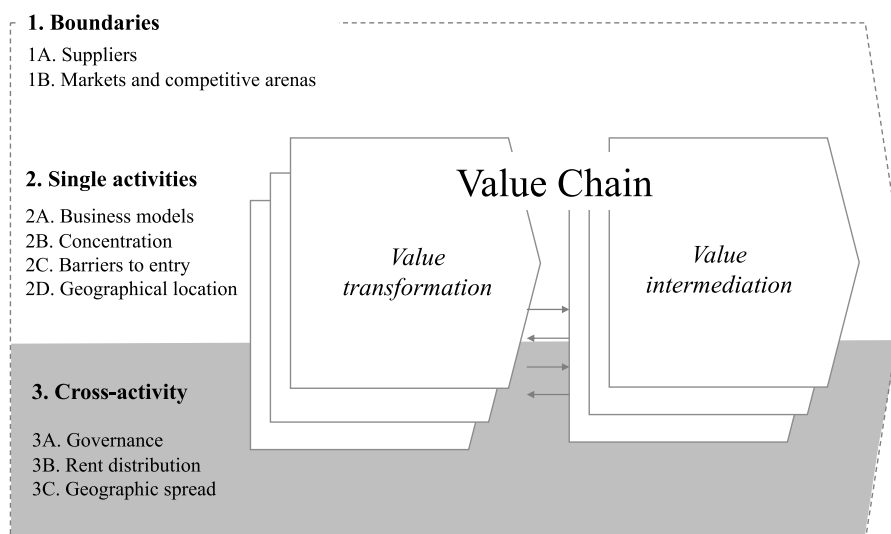 1. Boundaries
1A. Suppliers
1B. Markets and competitive arenas
Value Chain
2. Single activities
2A. Business models
2B. Concentration
2C. Barriers to entry
2D. Geographical location
Value
transformation
Value
intermediation
3. Cross-activity
3A. Governance
3B. Rent distribution
3C. Geographic spread